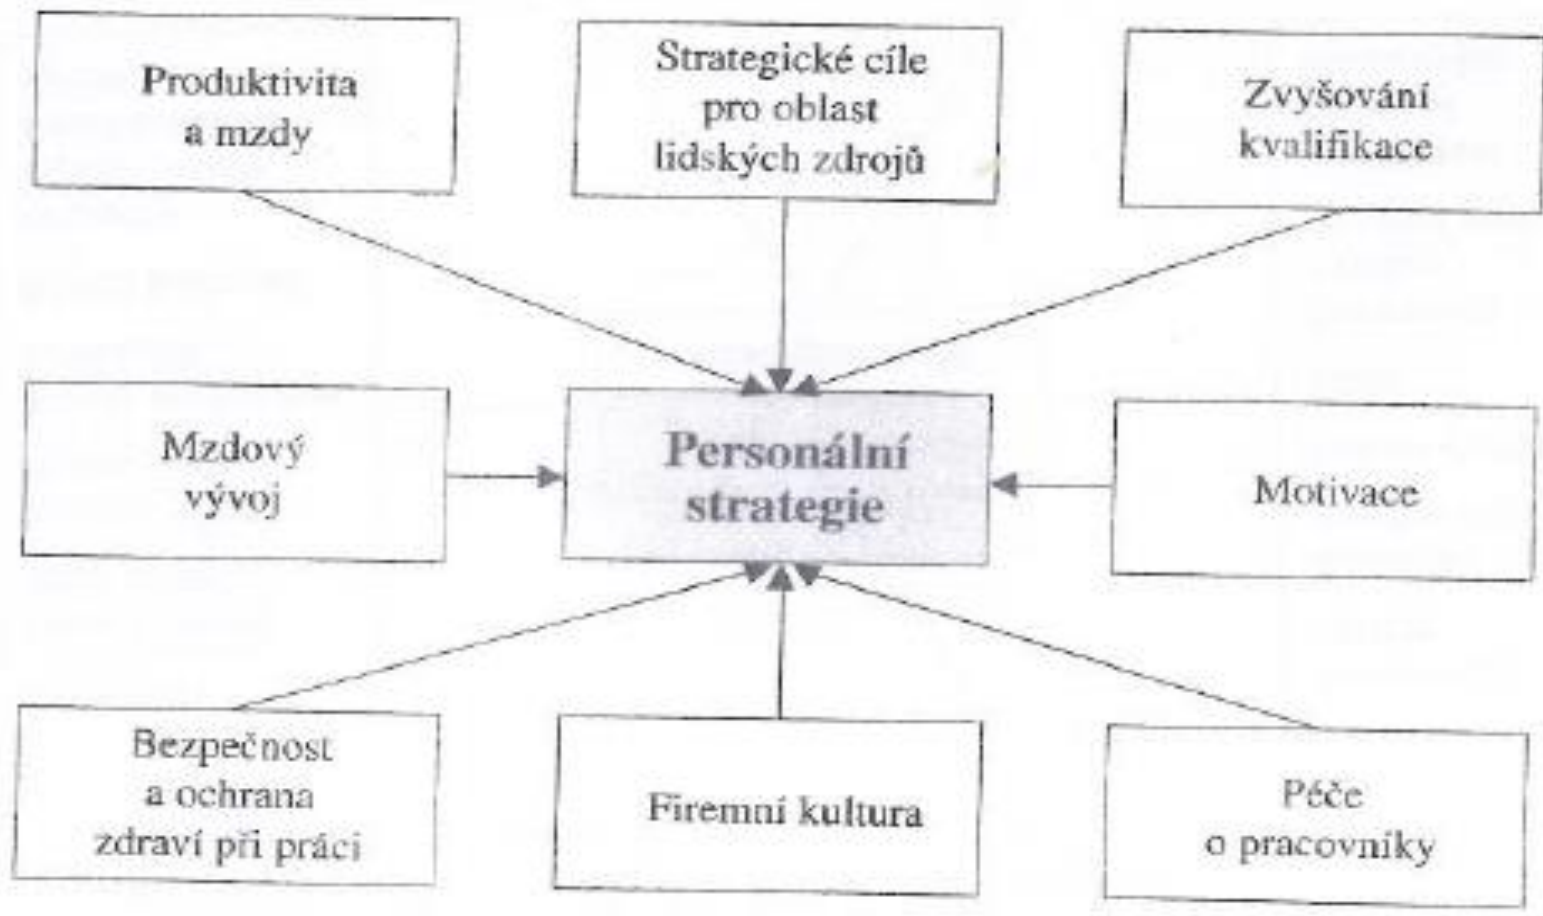 Produktivita
a mzdy
Strategické cíle
pro oblast
lidských zdrojů
Zvyšování
kvalifikace
Mzdový
vývoj
Personální
strategie
Motivace
Bezpečnost
a ochrana
zdraví při práci
Firemní kultura
Péče
o pracovníky